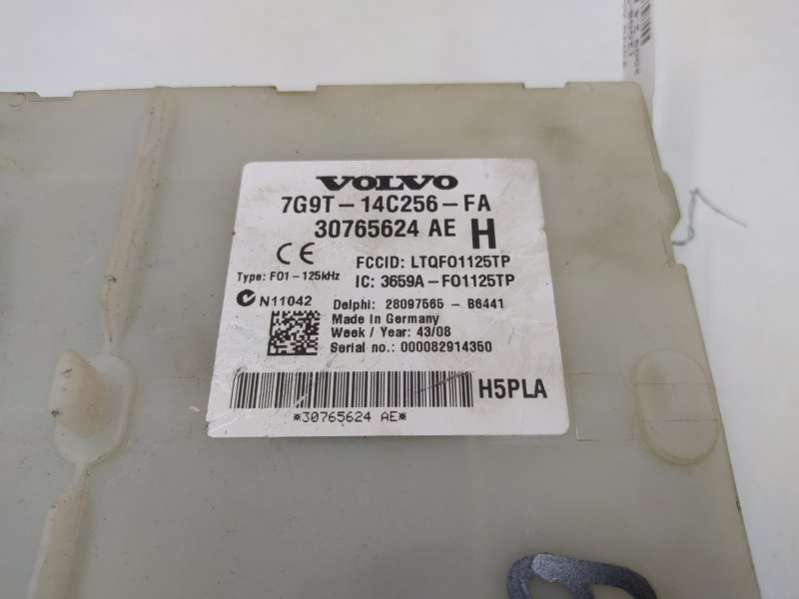 VOLVO
7G9T-14C256-FA
30765624 AE H
CE FCCID: LTQFO1125TP
Type: FO1-125kHz IC: 3659A-FO1125TP
N11042 Delphi: 28097565-B6441
Made in Germany
Week / Year: 43/08
Serial no.: 000082914350
H5PLA
*30765624 AE*